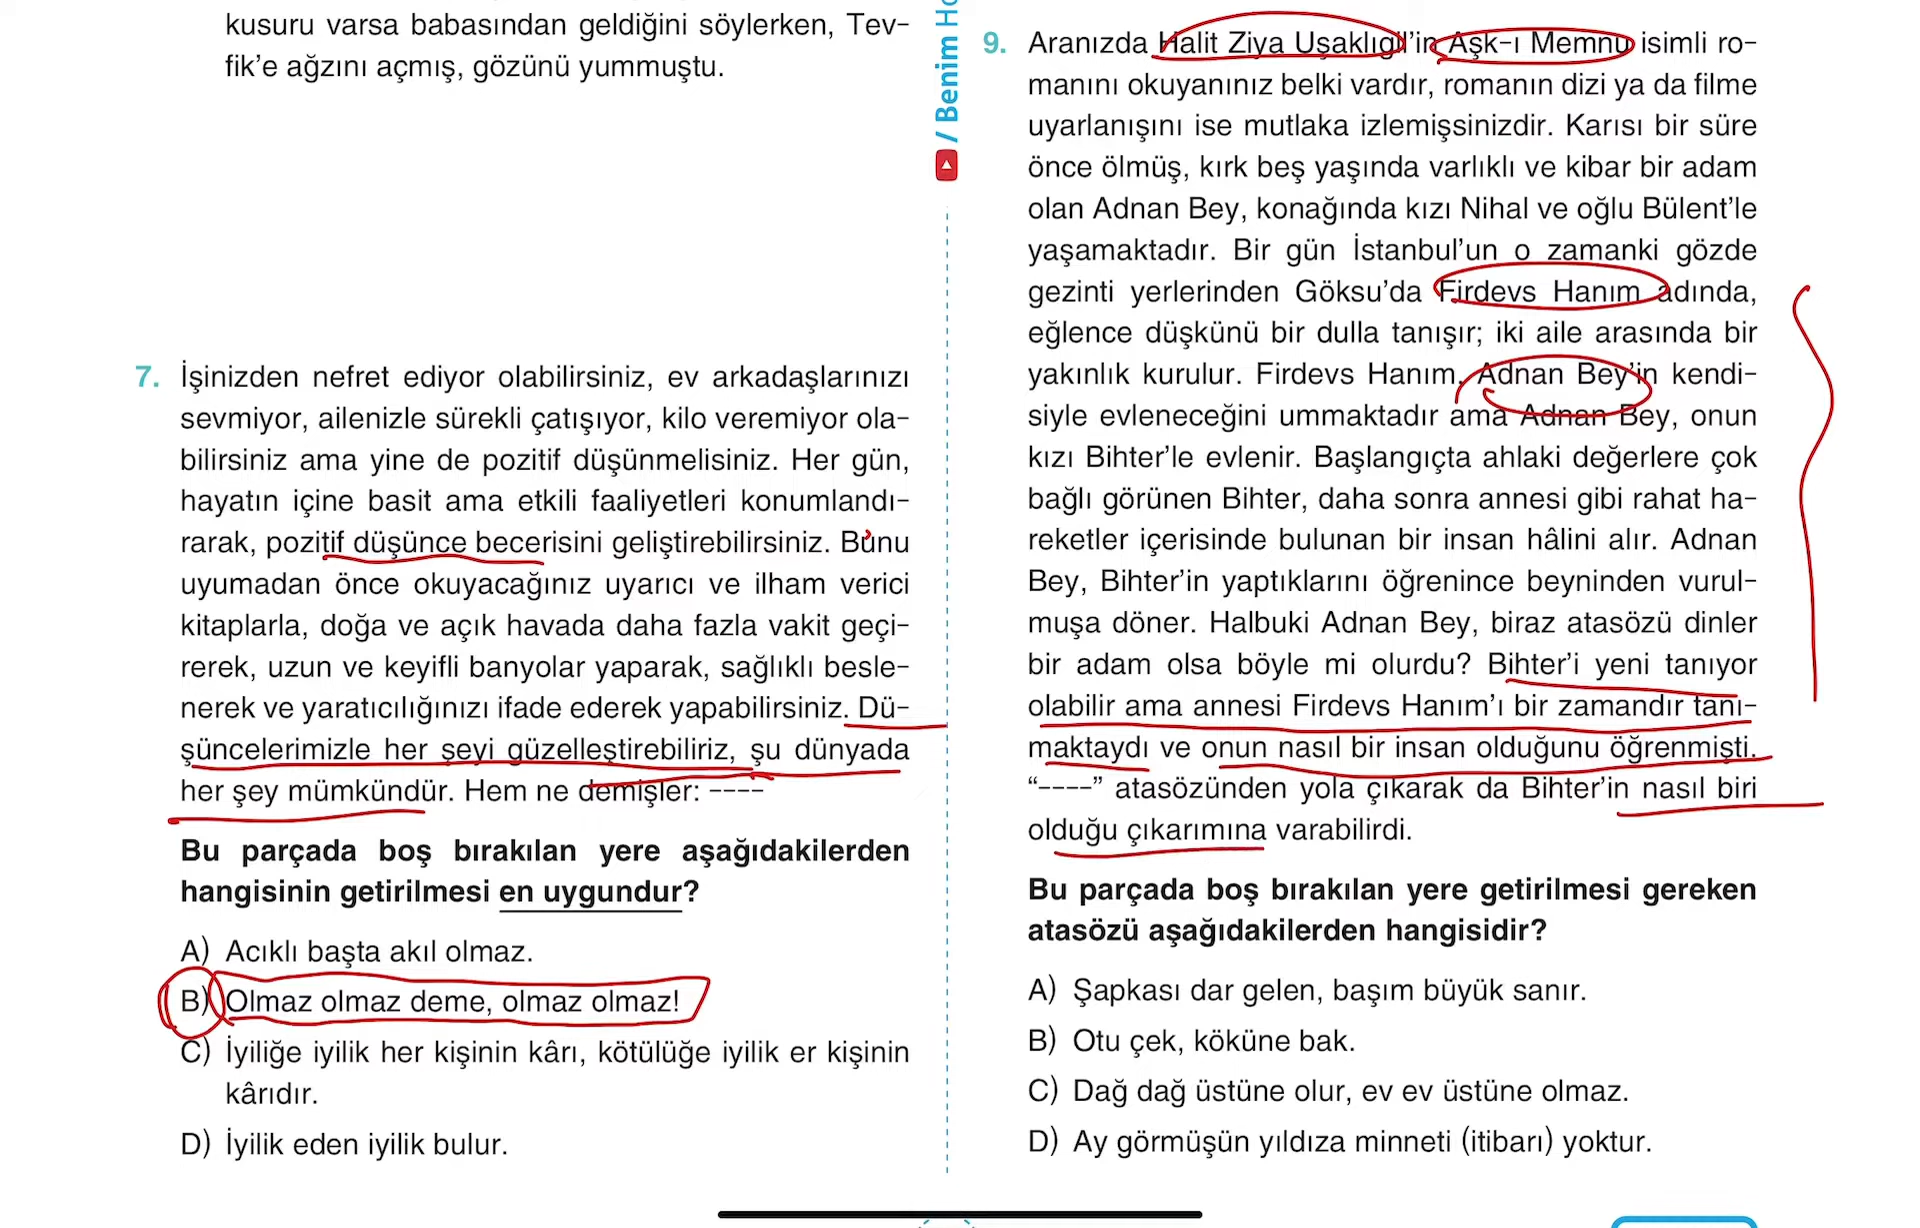 kusuru varsa babasından geldiğini söylerken, Tev-
fik’e ağzını açmış, gözünü yummuştu.
7. İşinizden nefret ediyor olabilirsiniz, ev arkadaşlarınızı
sevmiyor, ailenizle sürekli çatışıyor, kilo veremiyor ola-
bilirsiniz ama yine de pozitif düşünmelisiniz. Her gün,
hayatın içine basit ama etkili faaliyetleri konumlandı-
rarak, pozitif düşünce becerisini geliştirebilirsiniz. Bunu
uyumadan önce okuyacağınız uyarıcı ve ilham verici
kitaplarla, doğa ve açık havada daha fazla vakit geçi-
rerek, uzun ve keyifli banyolar yaparak, sağlıklı besle-
nerek ve yaratıcılığınızı ifade ederek yapabilirsiniz. Dü-
şüncelerimizle her şeyi güzelleştirebiliriz, şu dünyada
her şey mümkündür. Hem ne demişler: ----
Bu parçada boş bırakılan yere aşağıdakilerden
hangisinin getirilmesi en uygundur?
A) Acıklı başta akıl olmaz.
B) Olmaz olmaz deme, olmaz olmaz!
C) İyiliğe iyilik her kişinin kârı, kötülüğe iyilik er kişinin
kârıdır.
D) İyilik eden iyilik bulur.
/ Benim
9. Aranızda Halit Ziya Uşaklıgil’in Aşk-ı Memnu isimli ro-
manını okuyanınız belki vardır, romanın dizi ya da filme
uyarlanışını ise mutlaka izlemişsinizdir. Karısı bir süre
önce ölmüş, kırk beş yaşında varlıklı ve kibar bir adam
olan Adnan Bey, konağında kızı Nihal ve oğlu Bülent’le
yaşamaktadır. Bir gün İstanbul’un o zamanki gözde
gezinti yerlerinden Göksu’da Firdevs Hanım adında,
eğlence düşkünü bir dulla tanışır; iki aile arasında bir
yakınlık kurulur. Firdevs Hanım, Adnan Bey’in kendi-
siyle evleneceğini ummaktadır ama Adnan Bey, onun
kızı Bihter’le evlenir. Başlangıçta ahlaki değerlere çok
bağlı görünen Bihter, daha sonra annesi gibi rahat ha-
reketler içerisinde bulunan bir insan hâlini alır. Adnan
Bey, Bihter’in yaptıklarını öğrenince beyninden vurul-
muşa döner. Halbuki Adnan Bey, biraz atasözü dinler
bir adam olsa böyle mi olurdu? Bihter’i yeni tanıyor
olabilir ama annesi Firdevs Hanım’ı bir zamandır tanı-
maktaydı ve onun nasıl bir insan olduğunu öğrenmişti.
“----” atasözünden yola çıkarak da Bihter’in nasıl biri
olduğu çıkarımına varabilirdi.
Bu parçada boş bırakılan yere getirilmesi gereken
atasözü aşağıdakilerden hangisidir?
A) Şapkası dar gelen, başım büyük sanır.
B) Otu çek, köküne bak.
C) Dağ dağ üstüne olur, ev ev üstüne olmaz.
D) Ay görmüşün yıldıza minneti (itibarı) yoktur.